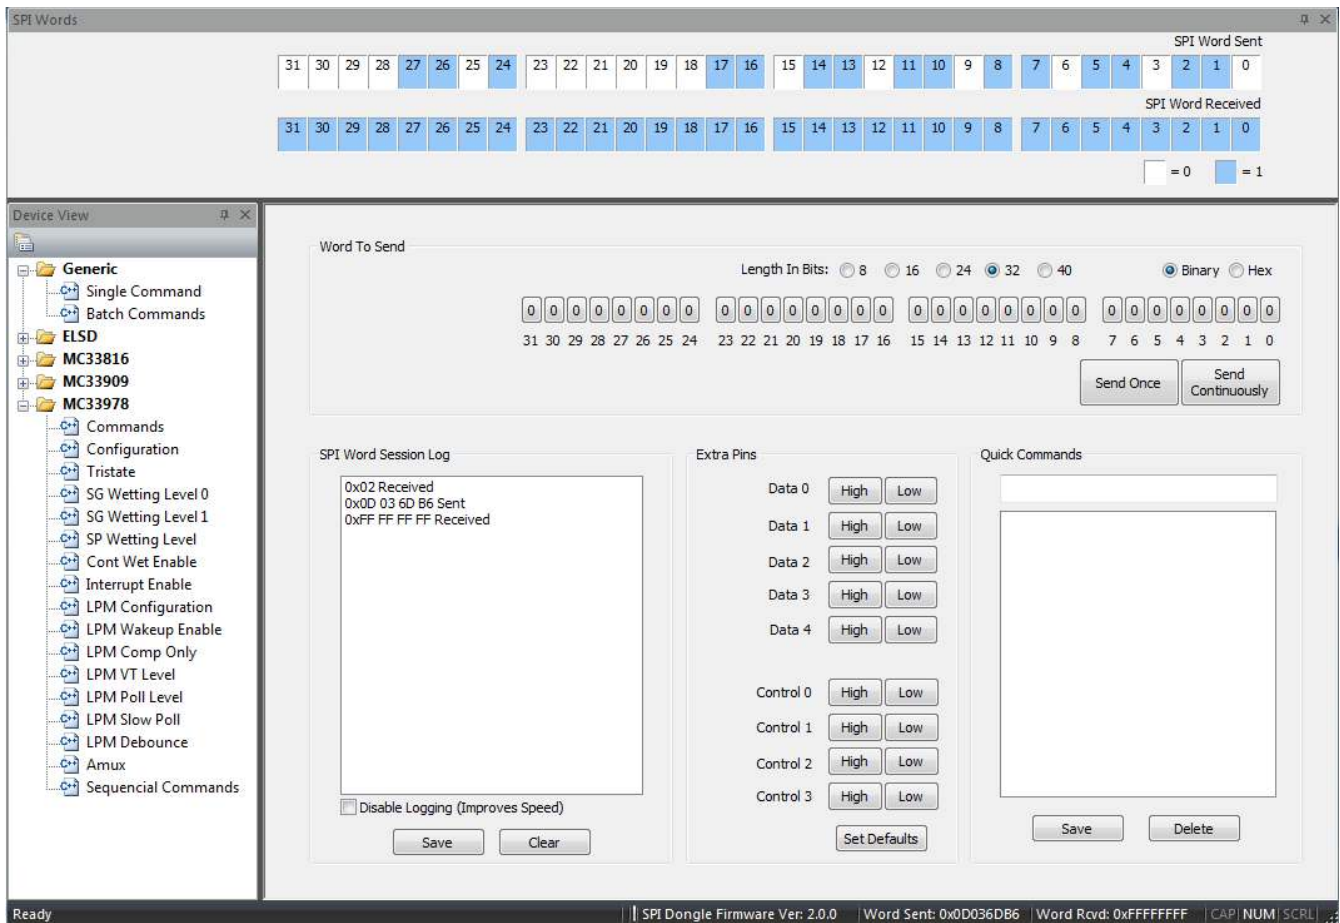 SPI Words
SPI Word Sent
31 30 29 28 27 26 25 24 23 22 21 20 19 18 17 16 15 14 13 12 11 10 9 8 7 6 5 4 3 2 1 0
SPI Word Received
31 30 29 28 27 26 25 24 23 22 21 20 19 18 17 16 15 14 13 12 11 10 9 8 7 6 5 4 3 2 1 0
= 0 = 1
Device View
Generic
Single Command
Batch Commands
ELSD
MC33816
MC33909
MC33978
Commands
Configuration
Tristate
SG Wetting Level 0
SG Wetting Level 1
SP Wetting Level
Cont Wet Enable
Interrupt Enable
LPM Configuration
LPM Wakeup Enable
LPM Comp Only
LPM VT Level
LPM Poll Level
LPM Slow Poll
LPM Debounce
Amux
Sequencial Commands
Word To Send
Length In Bits: 8 16 24 32 40 Binary Hex
0 0 0 0 0 0 0 0 0 0 0 0 0 0 0 0 0 0 0 0 0 0 0 0 0 0 0 0 0 0 0 0
31 30 29 28 27 26 25 24 23 22 21 20 19 18 17 16 15 14 13 12 11 10 9 8 7 6 5 4 3 2 1 0
Send Once
Send
Continuously
SPI Word Session Log
0x02 Received
0x0D 03 6D B6 Sent
0xFF FF FF FF Received
Disable Logging (Improves Speed)
Save Clear
Extra Pins
Data 0 High Low
Data 1 High Low
Data 2 High Low
Data 3 High Low
Data 4 High Low
Control 0 High Low
Control 1 High Low
Control 2 High Low
Control 3 High Low
Set Defaults
Quick Commands
Save Delete
Ready
SPI Dongle Firmware Ver: 2.0.0 Word Sent: 0x0D036DB6 Word Rcvd: 0xFFFFFFFF CAP NUM SCRL